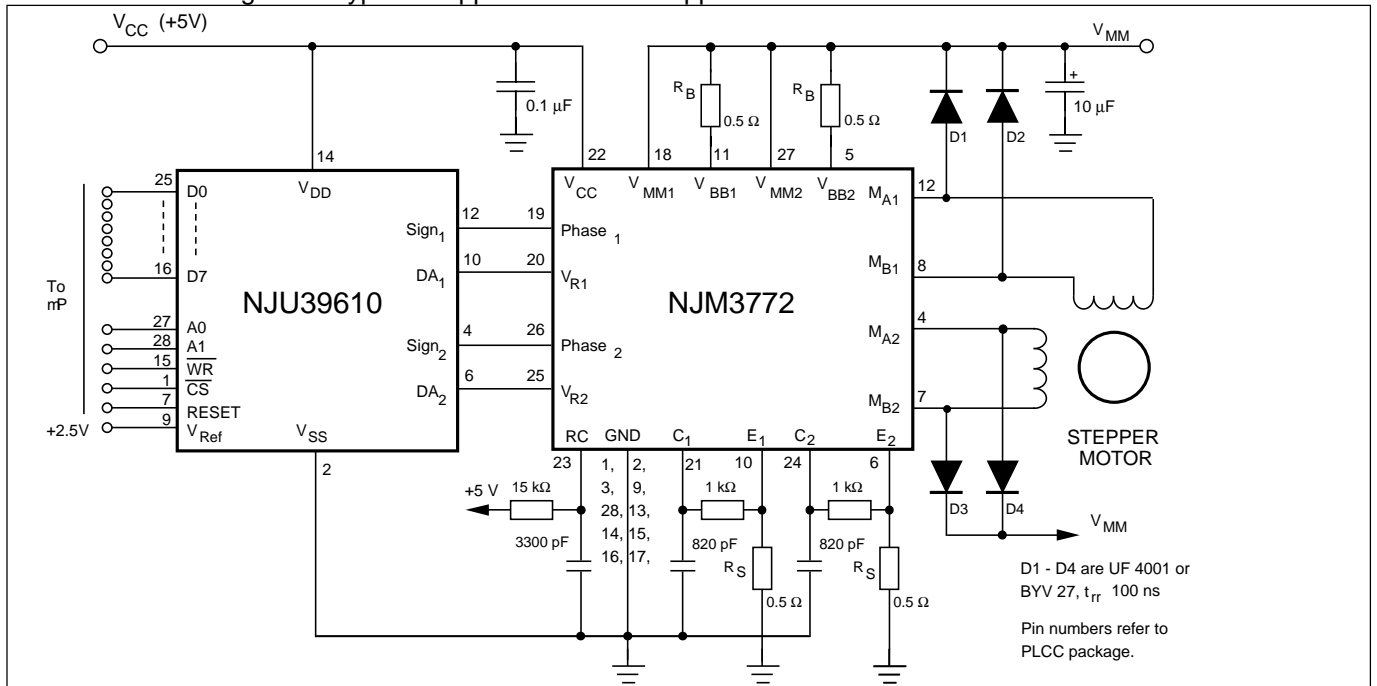 V_CC (+5V)
V_MM
+
0.1 µF
R_B
0.5 Ω
R_B
0.5 Ω
D1
D2
10 µF
14
22
18
11
27
5
V_DD
V_CC
V_MM1
V_BB1
V_MM2
V_BB2
25
D0
16
D7
To
mP
27
A0
28
A1
15
WR
1
CS
7
RESET
+2.5V
9
V_Ref
V_SS
2
NJU39610
Sign_1
12
19
Phase_1
DA_1
10
20
V_R1
Sign_2
4
26
Phase_2
DA_2
6
25
V_R2
NJM3772
M_A1
12
M_B1
8
M_A2
4
M_B2
7
STEPPER
MOTOR
RC
GND
C_1
E_1
C_2
E_2
23
1, 2,
3, 9,
28, 13,
14, 15,
16, 17,
21
10
24
6
+5 V
15 kΩ
3300 pF
1 kΩ
820 pF
R_S
0.5 Ω
1 kΩ
820 pF
R_S
0.5 Ω
D3
D4
V_MM
D1 - D4 are UF 4001 or
BYV 27, t_rr 100 ns
Pin numbers refer to
PLCC package.